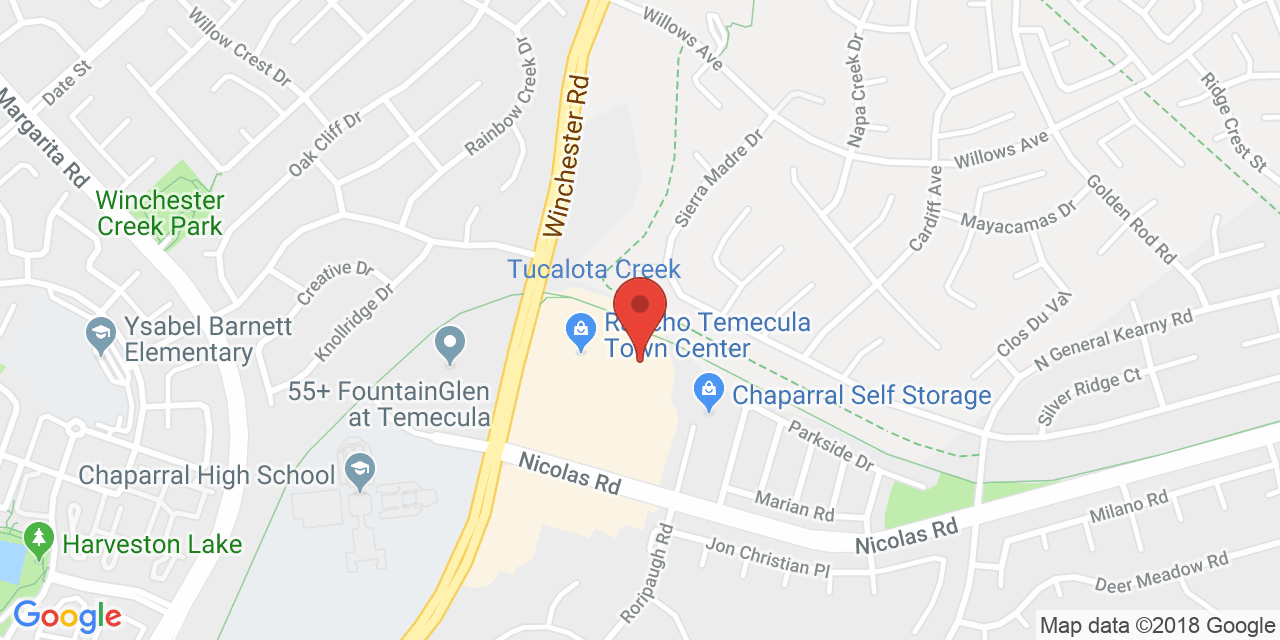 Willows Ave
Willow Crest Dr
Date St
Margarita Rd
Oak Cliff Dr
Rainbow Creek Dr
Winchester Rd
Napa Creek Dr
Ridge Crest St
Sierra Madre Dr
Willows Ave
Cardiff Ave
Mayacamas Dr
Golden Rod Rd
Winchester
Creek Park
Creative Dr
Knollridge Dr
Tucalota Creek
Ysabel Barnett
Elementary
Rancho Temecula
Town Center
Clos Du Val
N General Kearny Rd
Silver Ridge Ct
55+ FountainGlen
at Temecula
Chaparral Self Storage
Parkside Dr
Chaparral High School
Nicolas Rd
Marian Rd
Milano Rd
Nicolas Rd
Harveston Lake
Roripaugh Rd
Jon Christian Pl
Deer Meadow Rd
Google
Map data ©2018 Google